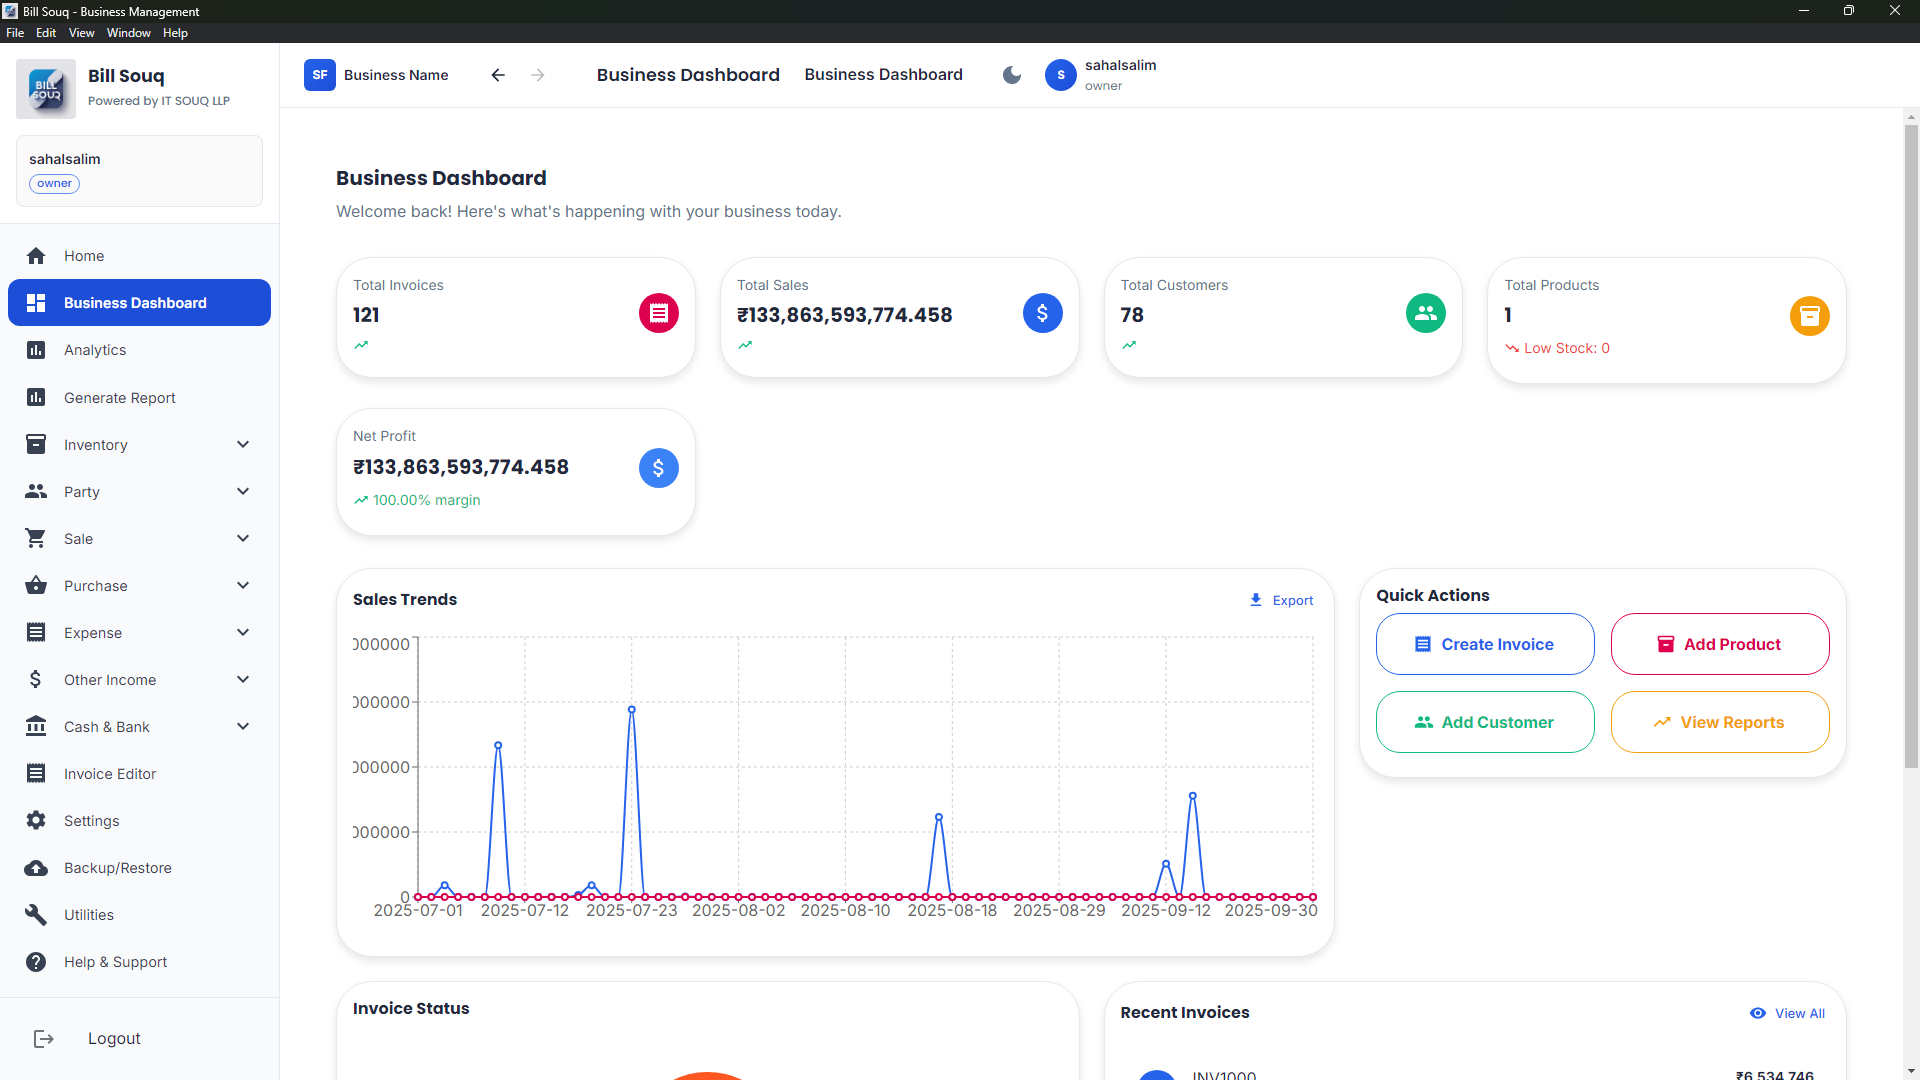 Bill Souq - Business Management
File Edit View Window Help
BILL
SOUQ
Bill Souq
Powered by IT SOUQ LLP
sahalsalim
owner
Home
Business Dashboard
Analytics
Generate Report
Inventory
Party
Sale
Purchase
Expense
Other Income
Cash & Bank
Invoice Editor
Settings
Backup/Restore
Utilities
Help & Support
Logout
SF Business Name Business Dashboard Business Dashboard S sahalsalim
owner
Business Dashboard
Welcome back! Here's what's happening with your business today.
Total Invoices
121
Total Sales
₹133,863,593,774.458
Total Customers
78
Total Products
1
Low Stock: 0
Net Profit
₹133,863,593,774.458
100.00% margin
Sales Trends Export
000000
000000
000000
000000
0
2025-07-01 2025-07-12 2025-07-23 2025-08-02 2025-08-10 2025-08-18 2025-08-29 2025-09-12 2025-09-30
Quick Actions
Create Invoice Add Product
Add Customer View Reports
Invoice Status
Recent Invoices View All
INV1000 ₹6,534,746